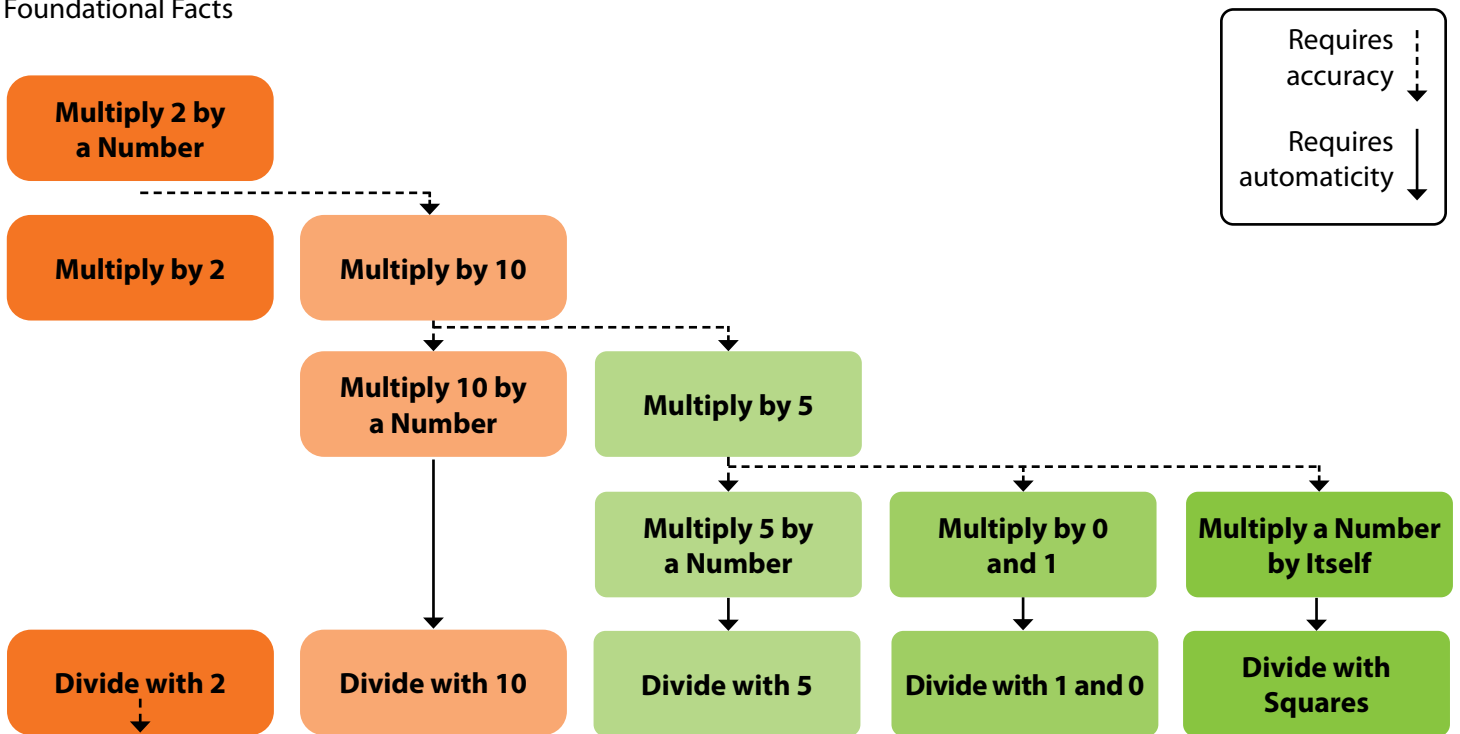 Foundational Facts
Requires
accuracy
Requires
automaticity
Multiply 2 by
a Number
Multiply by 2
Multiply by 10
Multiply 10 by
a Number
Multiply by 5
Multiply 5 by
a Number
Multiply by 0
and 1
Multiply a Number
by Itself
Divide with 2
Divide with 10
Divide with 5
Divide with 1 and 0
Divide with
Squares